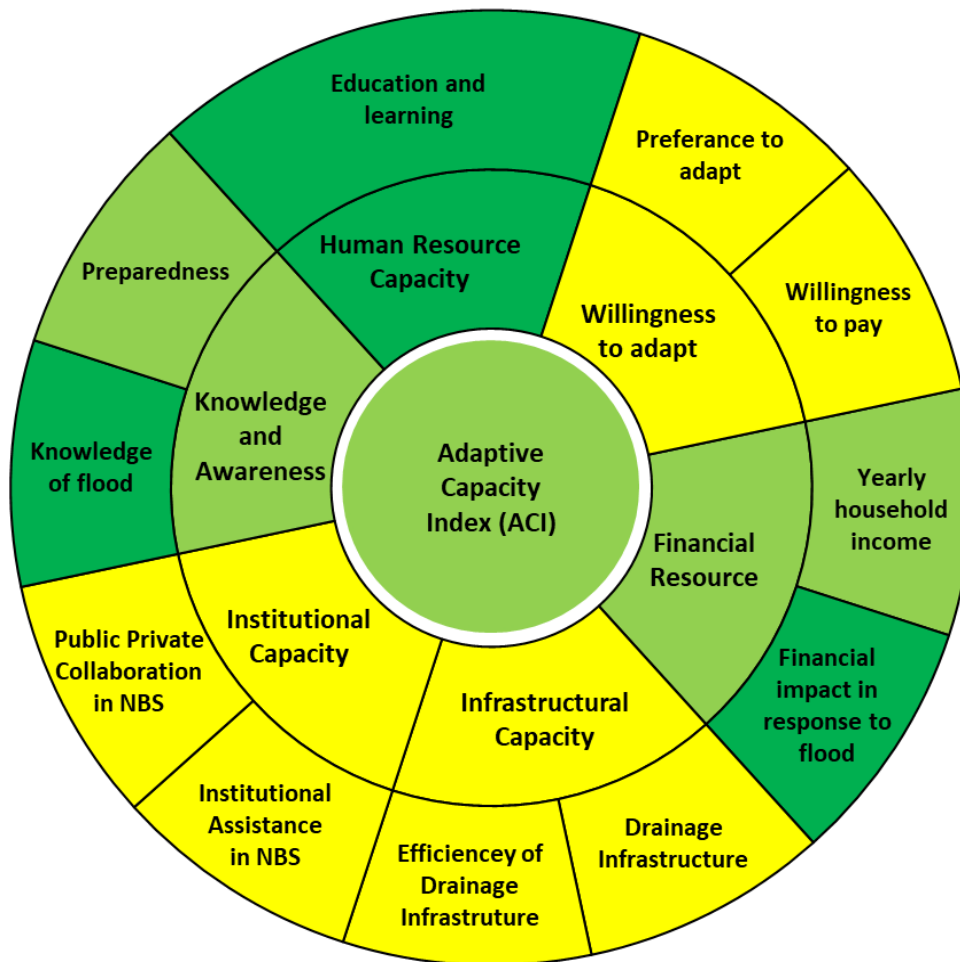 Education and
learning
Preferance to
adapt
Human Resource
Capacity
Preparedness
Willingness
to pay
Willingness
to adapt
Knowledge
and
Awareness
Knowledge
of flood
Adaptive
Capacity
Index (ACI)
Yearly
household
income
Financial
Resource
Institutional
Capacity
Public Private
Collaboration
in NBS
Financial
impact in
response to
flood
Infrastructural
Capacity
Institutional
Assistance
in NBS
Efficiencey of
Drainage
Infrastruture
Drainage
Infrastructure